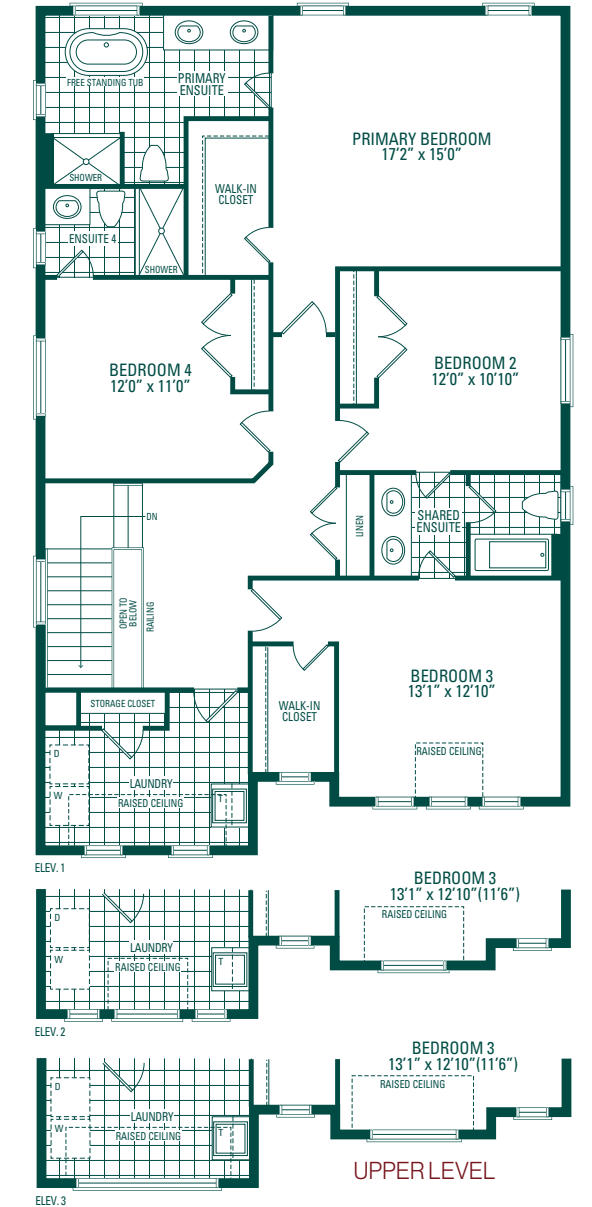 FREE STANDING TUB
PRIMARY
ENSUITE
PRIMARY BEDROOM
17'2" x 15'0"
SHOWER
WALK-IN
CLOSET
ENSUITE 4
SHOWER
BEDROOM 4
12'0" x 11'0"
BEDROOM 2
12'0" x 10'10"
DN
LINEN
SHARED
ENSUITE
OPEN TO
BELOW
RAILING
BEDROOM 3
13'1" x 12'10"
STORAGE CLOSET
WALK-IN
CLOSET
RAISED CEILING
D
W
LAUNDRY
RAISED CEILING
T
ELEV. 1
BEDROOM 3
13'1" x 12'10"(11'6")
RAISED CEILING
D
W
LAUNDRY
RAISED CEILING
T
ELEV. 2
BEDROOM 3
13'1" x 12'10"(11'6")
RAISED CEILING
D
W
LAUNDRY
RAISED CEILING
T
UPPER LEVEL
ELEV. 3